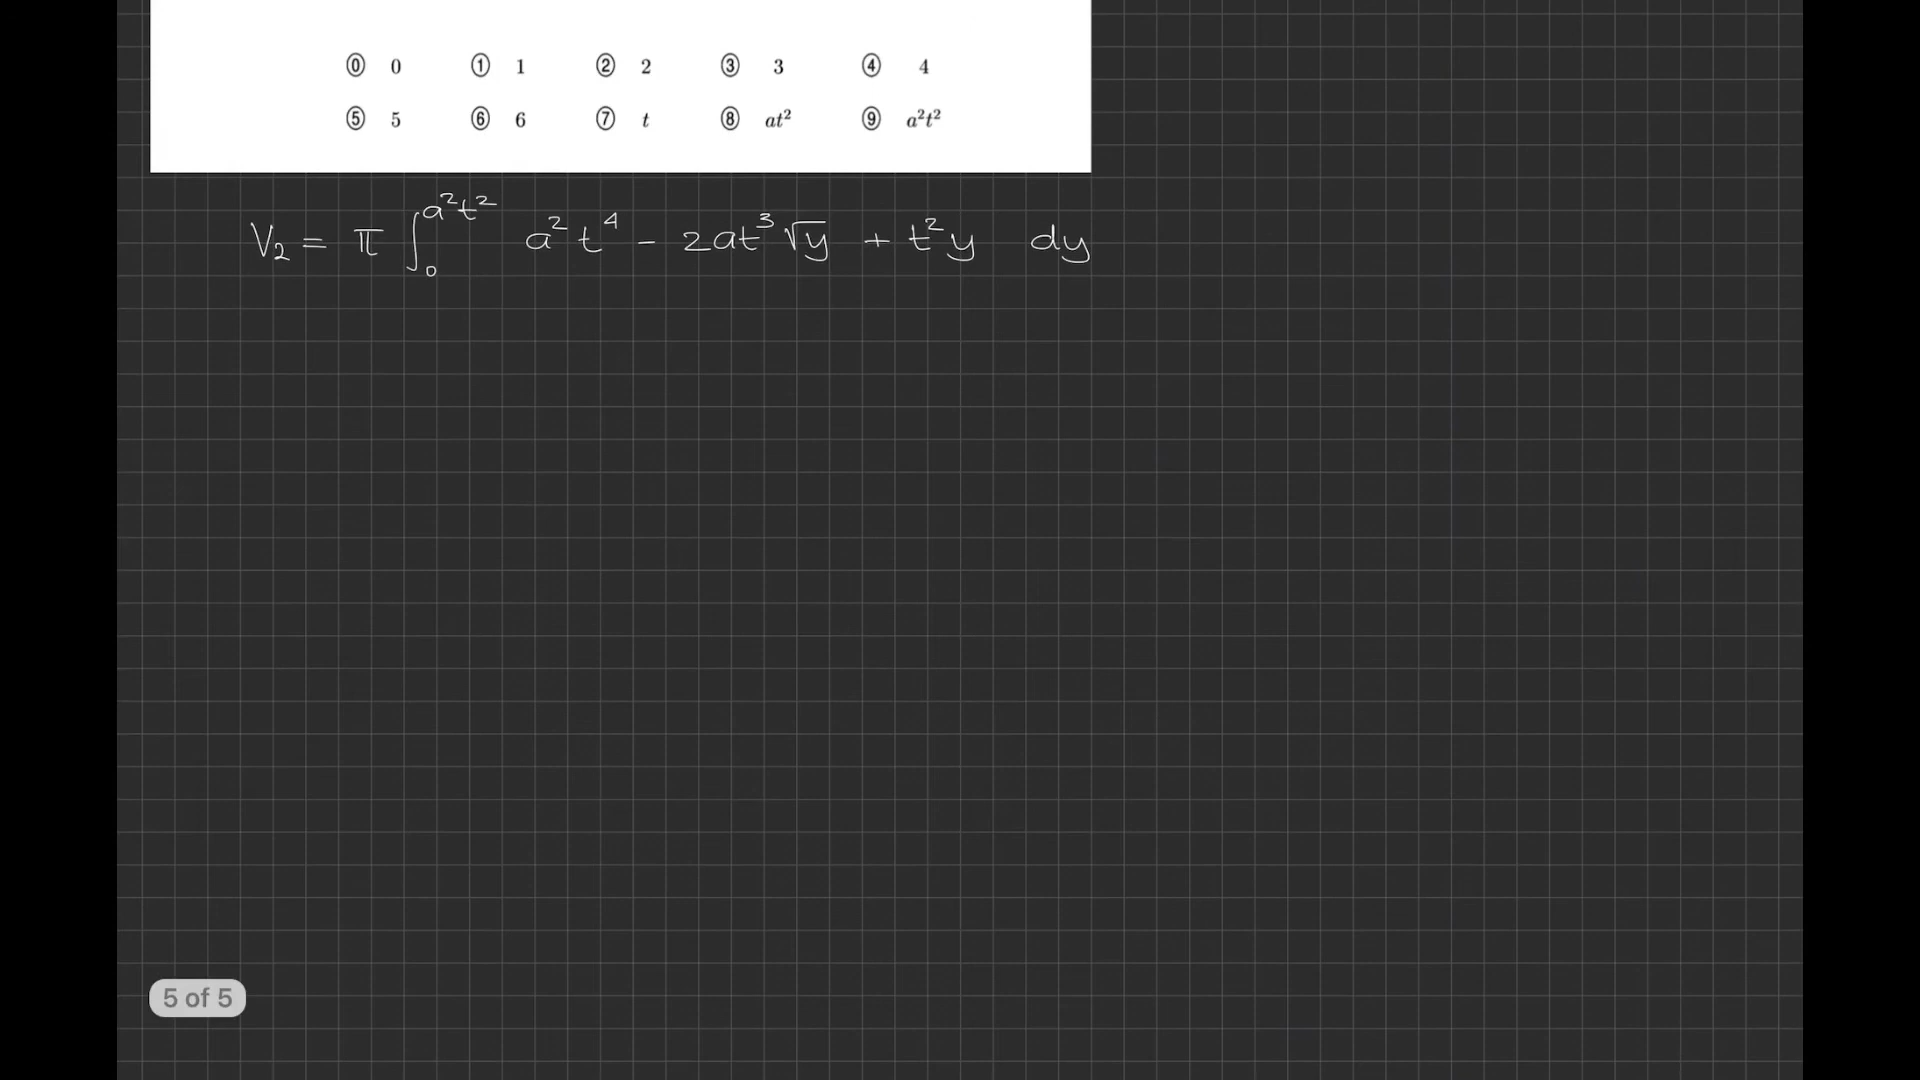 ⓪ 0 ① 1 ② 2 ③ 3 ④ 4
⑤ 5 ⑥ 6 ⑦ t ⑧ at² ⑨ a²t²
V₂ = π ∫₀^{a²t²} a²t⁴ - 2at³√y + t²y dy
5 of 5